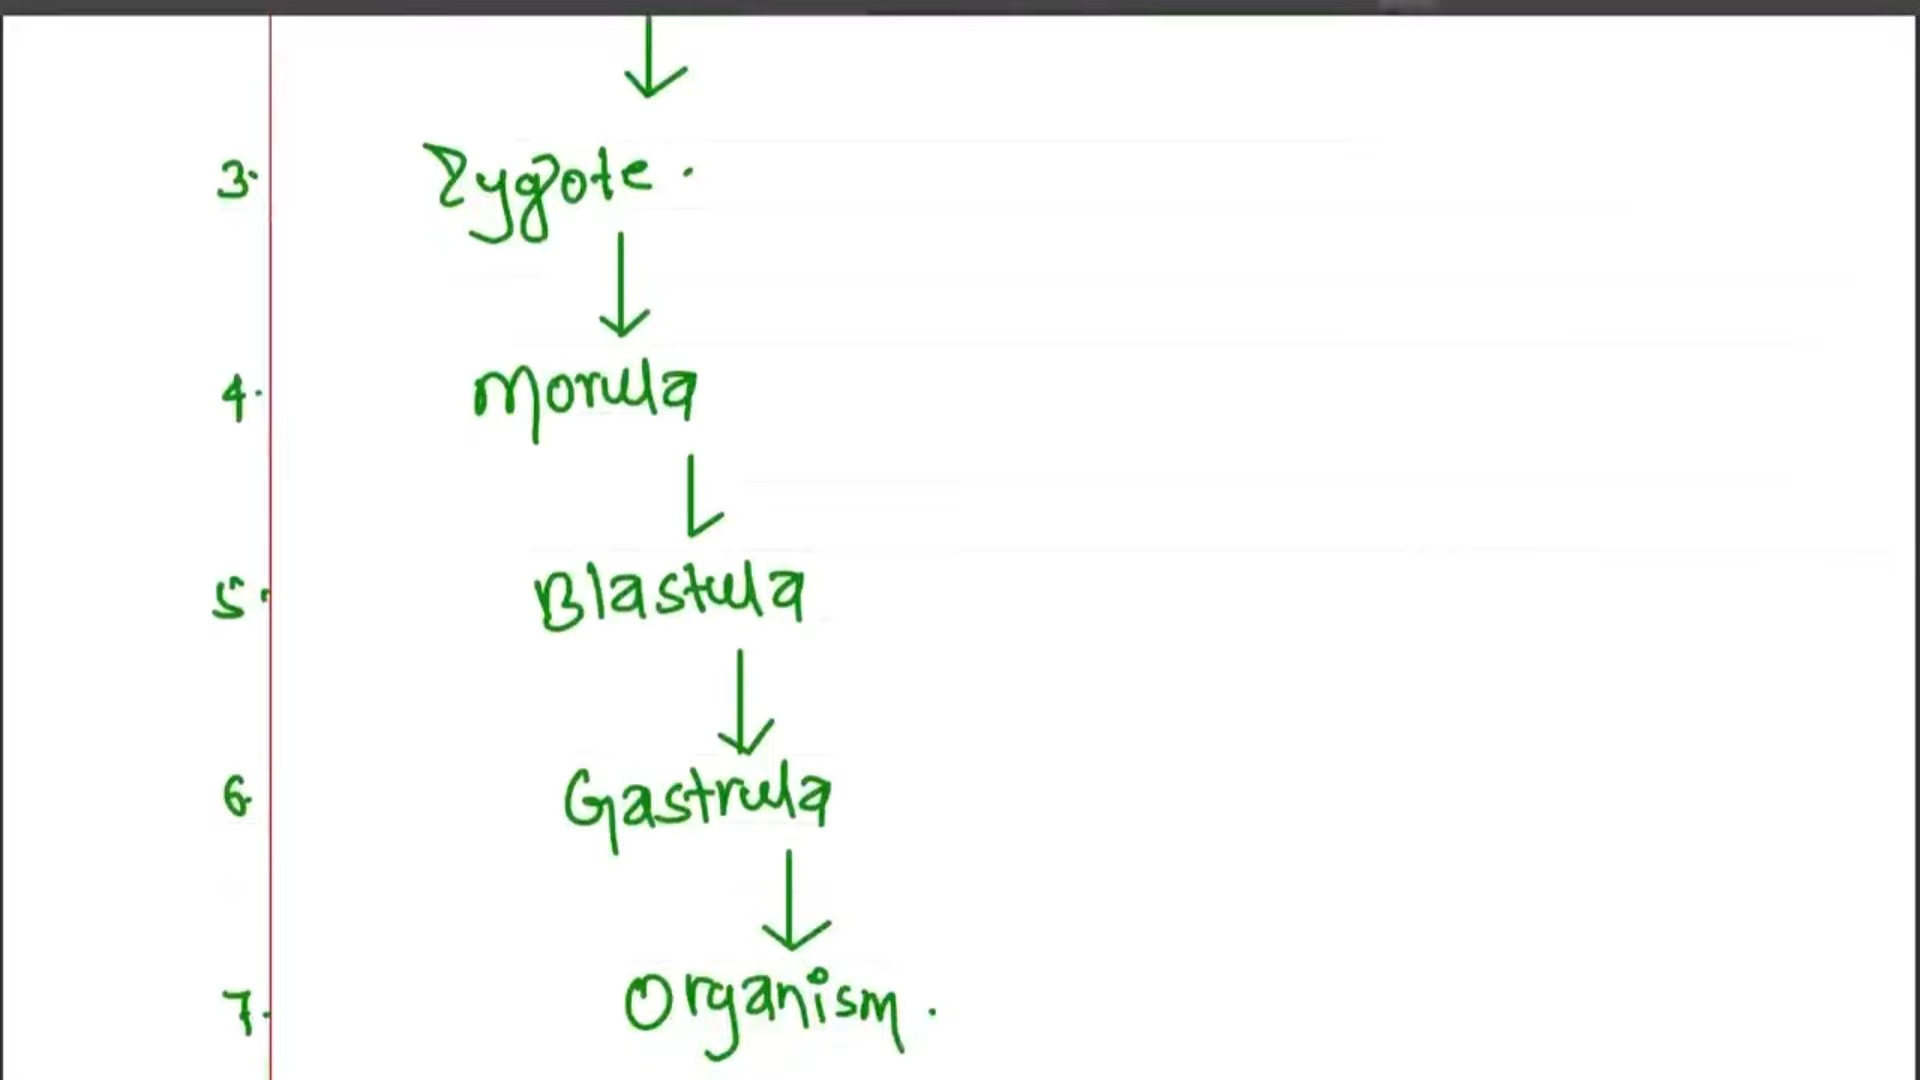 3. Zygote.
4. Morula
5. Blastula
6. Gastrula
7. Organism.